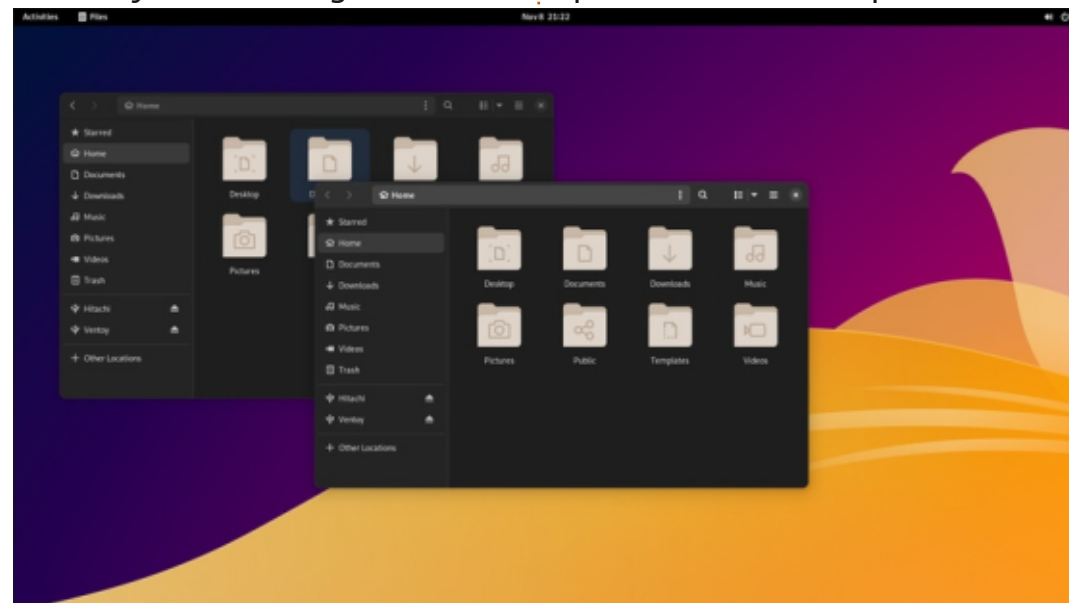 Activities Files Nov 8 21:22
Home
Starred
Home
Documents
Downloads
Music
Pictures
Videos
Trash
Hitachi
Ventoy
Other Locations
Desktop
Pictures
Home
Starred
Home
Documents
Downloads
Music
Pictures
Videos
Trash
Hitachi
Ventoy
Other Locations
Desktop Documents Downloads Music
Pictures Public Templates Videos